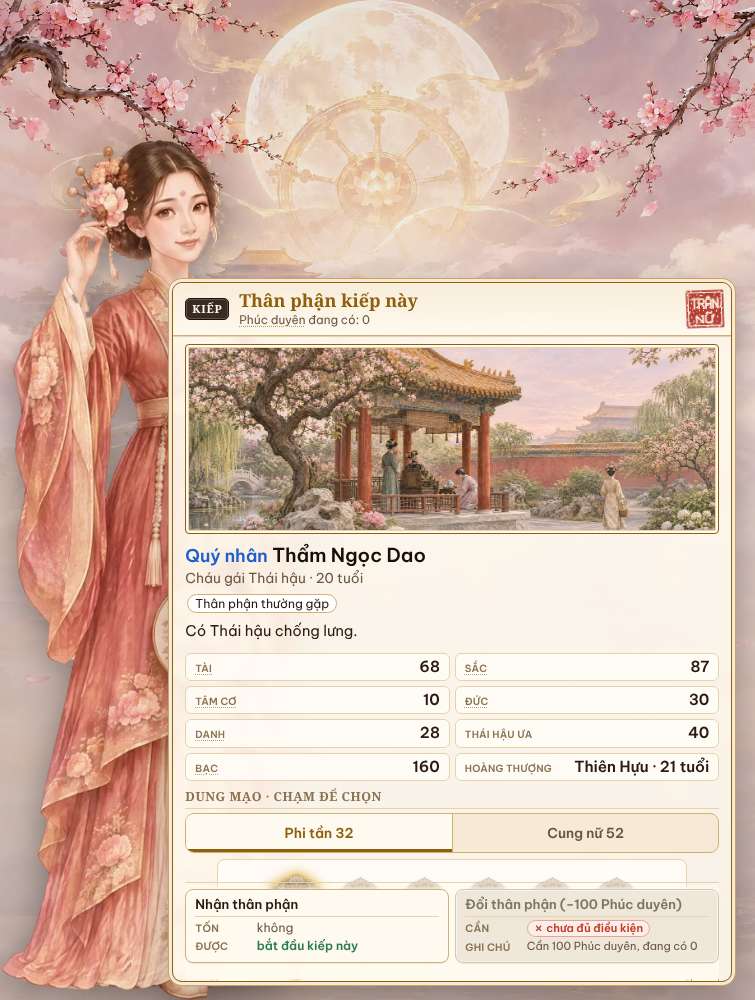 KIẾP
Thân phận kiếp này
Phúc duyên đang có: 0
TRÂN
NỮ
Quý nhân Thẩm Ngọc Dao
Cháu gái Thái hậu · 20 tuổi
Thân phận thường gặp
Có Thái hậu chống lưng.
TÀI 68
SẮC 87
TÂM CƠ 10
ĐỨC 30
DANH 28
THÁI HẬU ƯA 40
BẠC 160
HOÀNG THƯỢNG Thiên Hựu · 21 tuổi
DUNG MẠO · CHẠM ĐỂ CHỌN
Phi tần 32
Cung nữ 52
Nhận thân phận
TỐN không
ĐƯỢC bắt đầu kiếp này
Đổi thân phận (−100 Phúc duyên)
CẦN × chưa đủ điều kiện
GHI CHÚ Cần 100 Phúc duyên, đang có 0